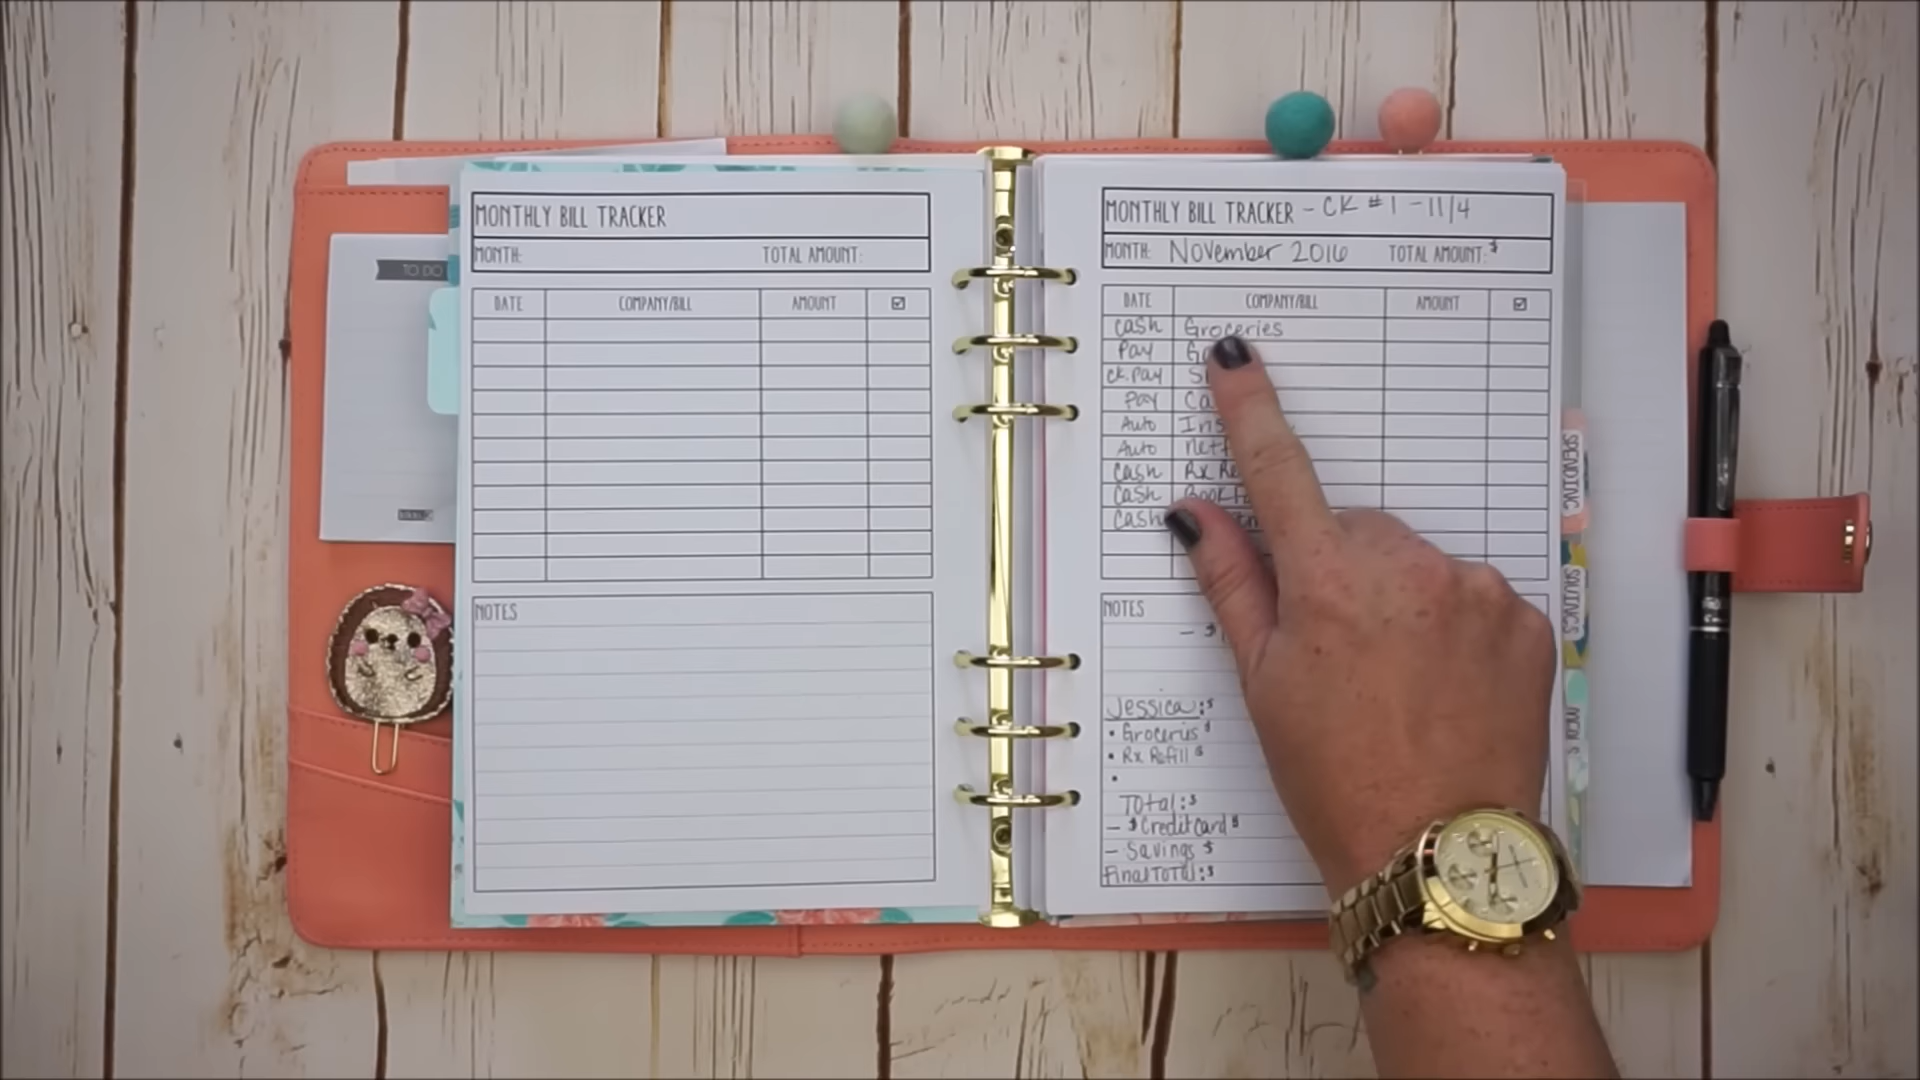 TO DO
MONTHLY BILL TRACKER
MONTH: TOTAL AMOUNT:
DATE COMPANY/BILL AMOUNT
NOTES
MONTHLY BILL TRACKER - CK #1 - 11/4
MONTH: November 2016 TOTAL AMOUNT: $
DATE COMPANY/BILL AMOUNT
cash Groceries
Pay
ck. pay
Pay
Auto
Auto
Cash Rx
Cash Book
Cash
NOTES
- $
Jessica: $
• Groceries $
• Rx Refill $
•
Total: $
- $ Credit Card $
- Savings $
Final Total: $
SPENDING
SAVINGS